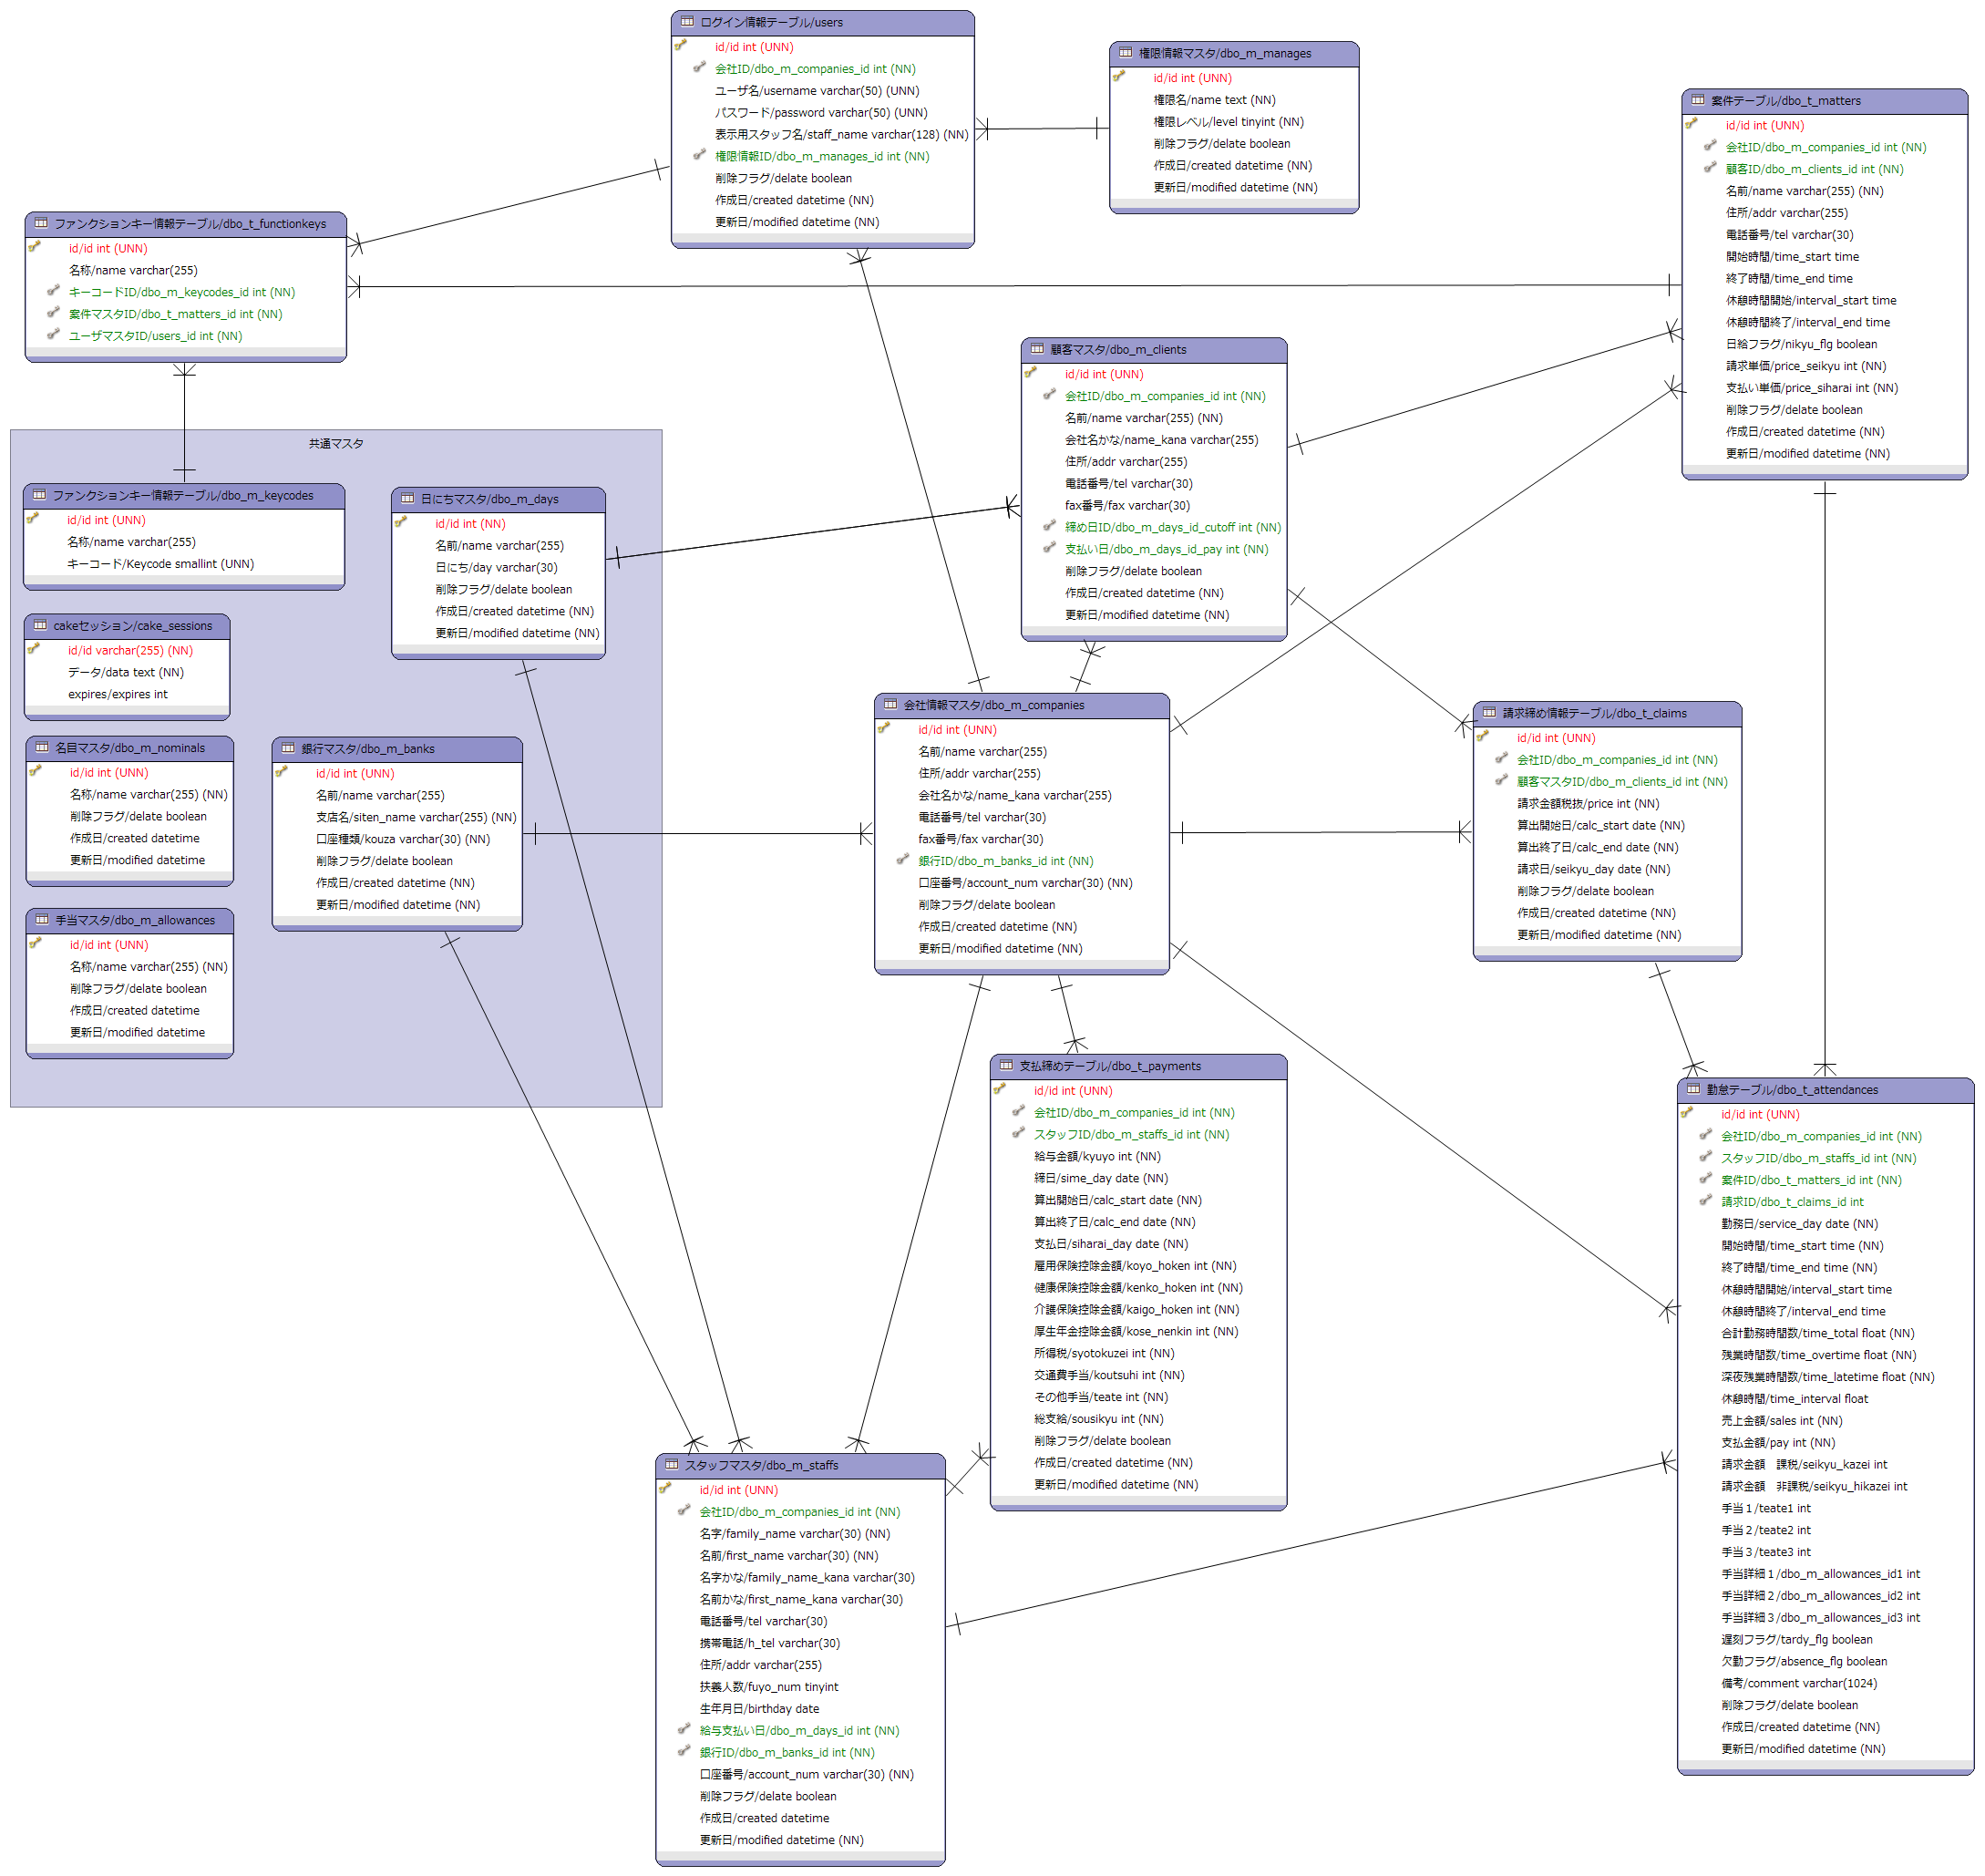 ログイン情報テーブル/users
id/id int (UNN)
会社ID/dbo_m_companies_id int (NN)
ユーザ名/username varchar(50) (UNN)
パスワード/password varchar(50) (UNN)
表示用スタッフ名/staff_name varchar(128) (NN)
権限情報ID/dbo_m_manages_id int (NN)
削除フラグ/delate boolean
作成日/created datetime (NN)
更新日/modified datetime (NN)
権限情報マスタ/dbo_m_manages
id/id int (UNN)
権限名/name text (NN)
権限レベル/level tinyint (NN)
削除フラグ/delate boolean
作成日/created datetime (NN)
更新日/modified datetime (NN)
案件テーブル/dbo_t_matters
id/id int (UNN)
会社ID/dbo_m_companies_id int (NN)
顧客ID/dbo_m_clients_id int (NN)
名前/name varchar(255) (NN)
住所/addr varchar(255)
電話番号/tel varchar(30)
開始時間/time_start time
終了時間/time_end time
休憩時間開始/interval_start time
休憩時間終了/interval_end time
日給フラグ/nikyu_flg boolean
請求単価/price_seikyu int (NN)
支払い単価/price_siharai int (NN)
削除フラグ/delate boolean
作成日/created datetime (NN)
更新日/modified datetime (NN)
ファンクションキー情報テーブル/dbo_t_functionkeys
id/id int (UNN)
名称/name varchar(255)
キーコードID/dbo_m_keycodes_id int (NN)
案件マスタID/dbo_t_matters_id int (NN)
ユーザマスタID/users_id int (NN)
顧客マスタ/dbo_m_clients
id/id int (UNN)
会社ID/dbo_m_companies_id int (NN)
名前/name varchar(255) (NN)
会社名かな/name_kana varchar(255)
住所/addr varchar(255)
電話番号/tel varchar(30)
fax番号/fax varchar(30)
締め日ID/dbo_m_days_id_cutoff int (NN)
支払い日/dbo_m_days_id_pay int (NN)
削除フラグ/delate boolean
作成日/created datetime (NN)
更新日/modified datetime (NN)
共通マスタ
ファンクションキー情報テーブル/dbo_m_keycodes
id/id int (UNN)
名称/name varchar(255)
キーコード/Keycode smallint (UNN)
日にちマスタ/dbo_m_days
id/id int (NN)
名前/name varchar(255)
日にち/day varchar(30)
削除フラグ/delate boolean
作成日/created datetime (NN)
更新日/modified datetime (NN)
cakeセッション/cake_sessions
id/id varchar(255) (NN)
データ/data text (NN)
expires/expires int
名目マスタ/dbo_m_nominals
id/id int (UNN)
名称/name varchar(255) (NN)
削除フラグ/delate boolean
作成日/created datetime
更新日/modified datetime
銀行マスタ/dbo_m_banks
id/id int (UNN)
名前/name varchar(255)
支店名/siten_name varchar(255) (NN)
口座種類/kouza varchar(30) (NN)
削除フラグ/delate boolean
作成日/created datetime (NN)
更新日/modified datetime (NN)
手当マスタ/dbo_m_allowances
id/id int (UNN)
名称/name varchar(255) (NN)
削除フラグ/delate boolean
作成日/created datetime
更新日/modified datetime
会社情報マスタ/dbo_m_companies
id/id int (UNN)
名前/name varchar(255)
住所/addr varchar(255)
会社名かな/name_kana varchar(255)
電話番号/tel varchar(30)
fax番号/fax varchar(30)
銀行ID/dbo_m_banks_id int (NN)
口座番号/account_num varchar(30) (NN)
削除フラグ/delate boolean
作成日/created datetime (NN)
更新日/modified datetime (NN)
請求締め情報テーブル/dbo_t_claims
id/id int (UNN)
会社ID/dbo_m_companies_id int (NN)
顧客マスタID/dbo_m_clients_id int (NN)
請求金額税抜/price int (NN)
算出開始日/calc_start date (NN)
算出終了日/calc_end date (NN)
請求日/seikyu_day date (NN)
削除フラグ/delate boolean
作成日/created datetime (NN)
更新日/modified datetime (NN)
支払締めテーブル/dbo_t_payments
id/id int (UNN)
会社ID/dbo_m_companies_id int (NN)
スタッフID/dbo_m_staffs_id int (NN)
給与金額/kyuyo int (NN)
締日/sime_day date (NN)
算出開始日/calc_start date (NN)
算出終了日/calc_end date (NN)
支払日/siharai_day date (NN)
雇用保険控除金額/koyo_hoken int (NN)
健康保険控除金額/kenko_hoken int (NN)
介護保険控除金額/kaigo_hoken int (NN)
厚生年金控除金額/kose_nenkin int (NN)
所得税/syotokuzei int (NN)
交通費手当/koutsuhi int (NN)
その他手当/teate int (NN)
総支給/sousikyu int (NN)
削除フラグ/delate boolean
作成日/created datetime (NN)
更新日/modified datetime (NN)
勤怠テーブル/dbo_t_attendances
id/id int (UNN)
会社ID/dbo_m_companies_id int (NN)
スタッフID/dbo_m_staffs_id int (NN)
案件ID/dbo_t_matters_id int (NN)
請求ID/dbo_t_claims_id int
勤務日/service_day date (NN)
開始時間/time_start time (NN)
終了時間/time_end time (NN)
休憩時間開始/interval_start time
休憩時間終了/interval_end time
合計勤務時間数/time_total float (NN)
残業時間数/time_overtime float (NN)
深夜残業時間数/time_latetime float (NN)
休憩時間/time_interval float
売上金額/sales int (NN)
支払金額/pay int (NN)
請求金額　課税/seikyu_kazei int
請求金額　非課税/seikyu_hikazei int
手当１/teate1 int
手当２/teate2 int
手当３/teate3 int
手当詳細１/dbo_m_allowances_id1 int
手当詳細２/dbo_m_allowances_id2 int
手当詳細３/dbo_m_allowances_id3 int
遅刻フラグ/tardy_flg boolean
欠勤フラグ/absence_flg boolean
備考/comment varchar(1024)
削除フラグ/delate boolean
作成日/created datetime (NN)
更新日/modified datetime (NN)
スタッフマスタ/dbo_m_staffs
id/id int (UNN)
会社ID/dbo_m_companies_id int (NN)
名字/family_name varchar(30) (NN)
名前/first_name varchar(30) (NN)
名字かな/family_name_kana varchar(30)
名前かな/first_name_kana varchar(30)
電話番号/tel varchar(30)
携帯電話/h_tel varchar(30)
住所/addr varchar(255)
扶養人数/fuyo_num tinyint
生年月日/birthday date
給与支払い日/dbo_m_days_id int (NN)
銀行ID/dbo_m_banks_id int (NN)
口座番号/account_num varchar(30) (NN)
削除フラグ/delate boolean
作成日/created datetime
更新日/modified datetime (NN)